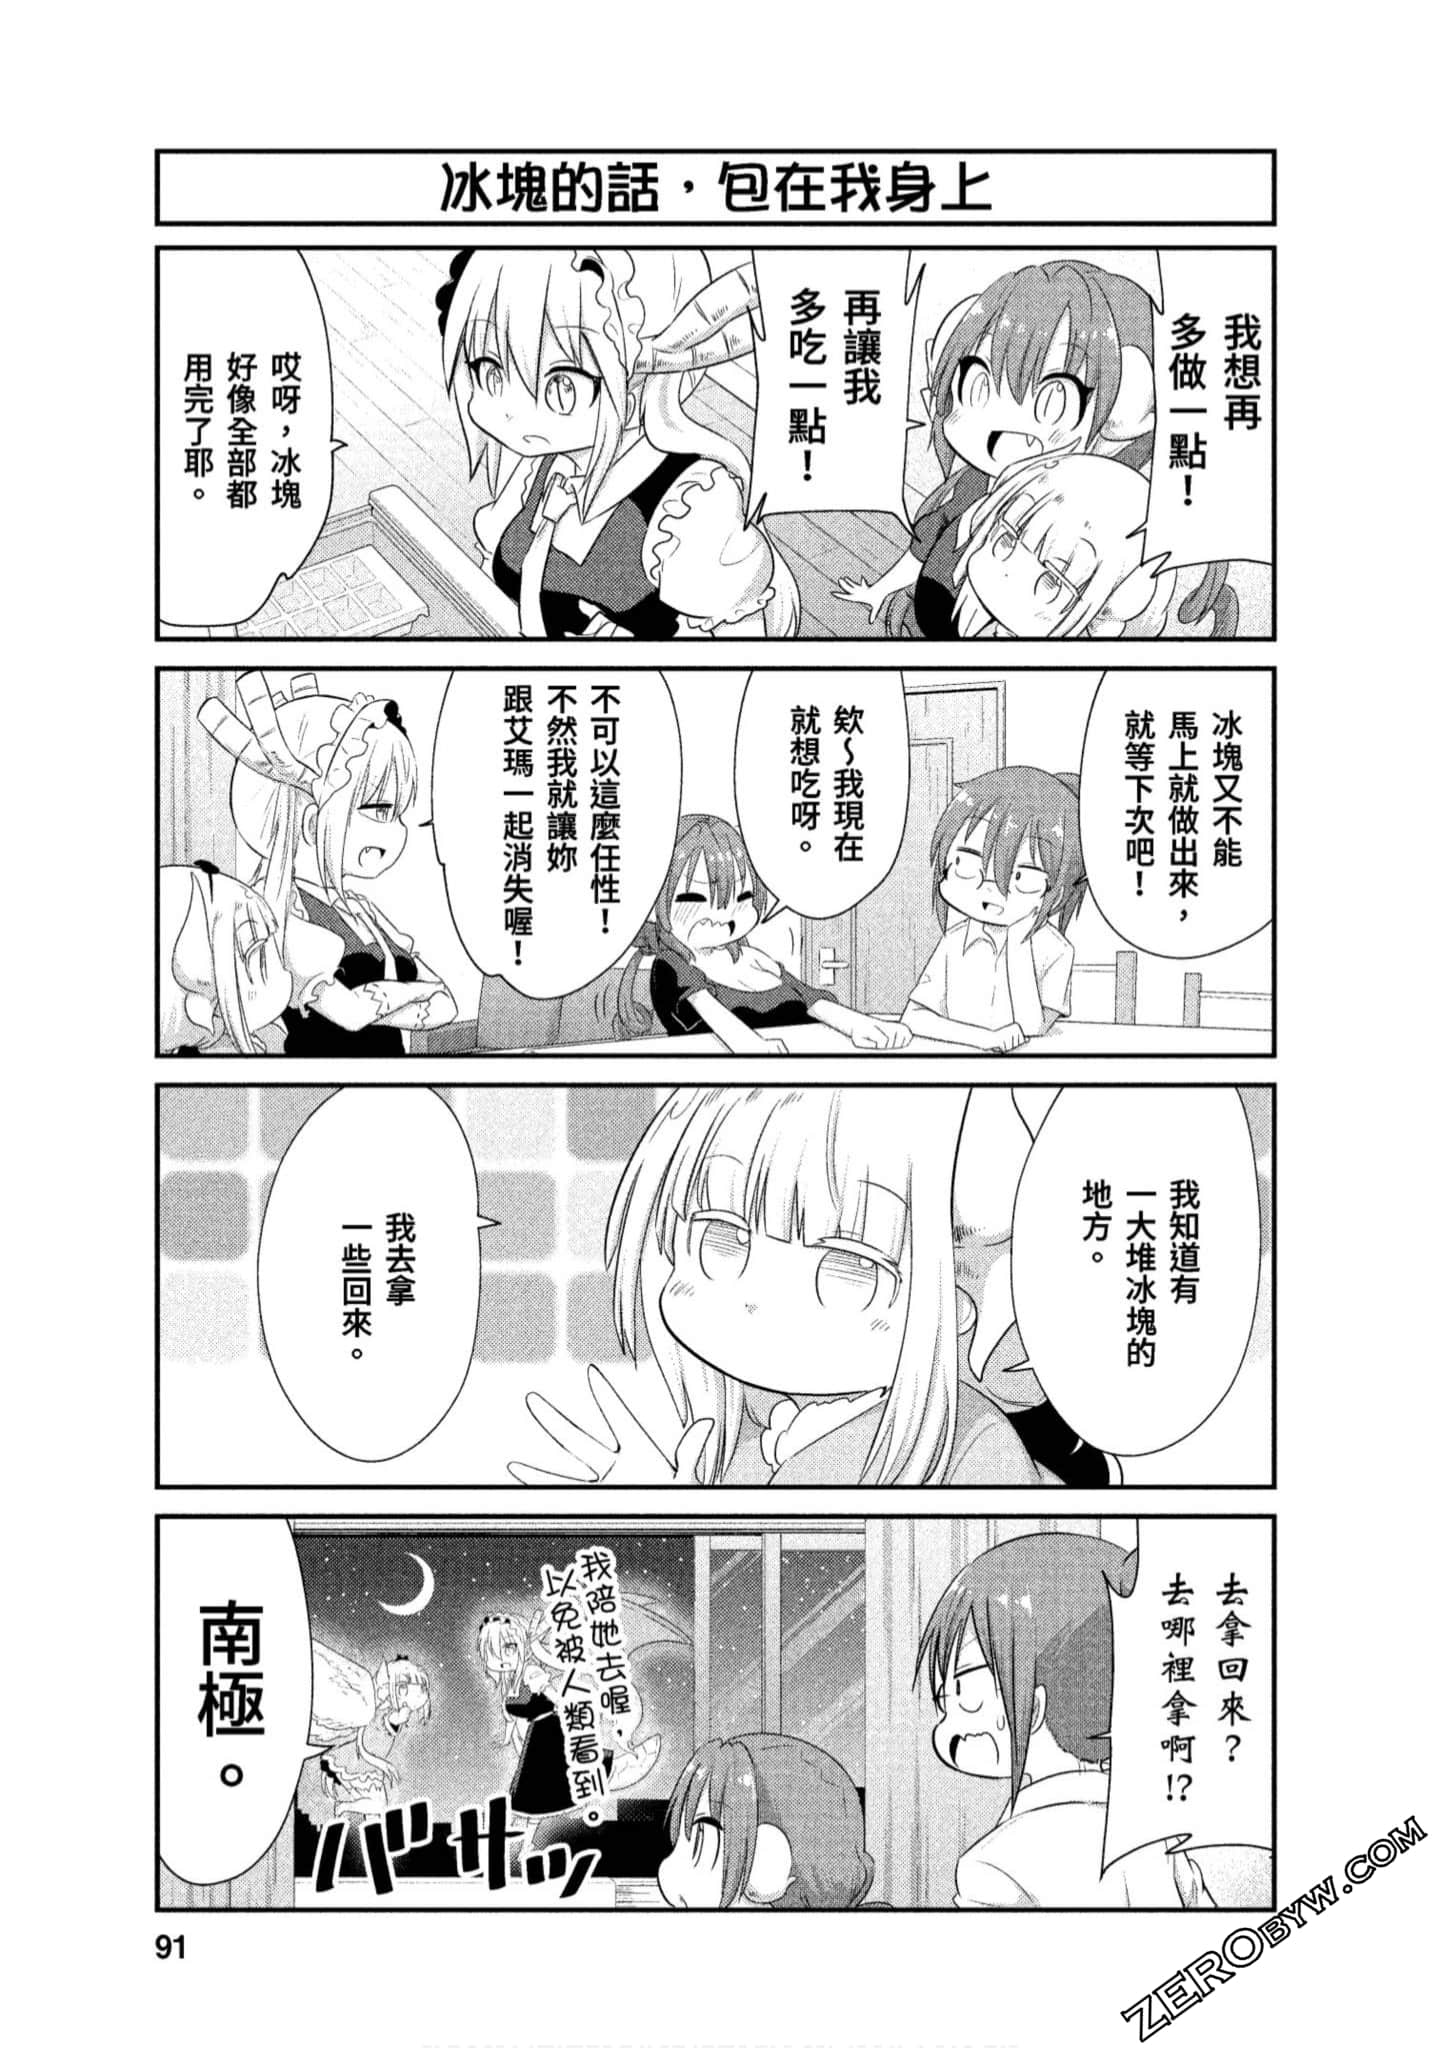 冰塊的話，包在我身上
我想再
多做一點！
再讓我
多吃一點！
哎呀，冰塊
好像全部都
用完了耶。
冰塊又不能
馬上就做出來，
就等下次吧！
欸～我現在
就想吃呀。
不可以這麼任性！
不然我就讓妳
跟艾瑪一起消失喔！
我知道有
一大堆冰塊的
地方。
我去拿
一些回來。
去拿回來？
去哪裡拿啊!?
我陪她去喔，
以免被人類看到。
バサッ
南極。
91
ZEROBYW.COM